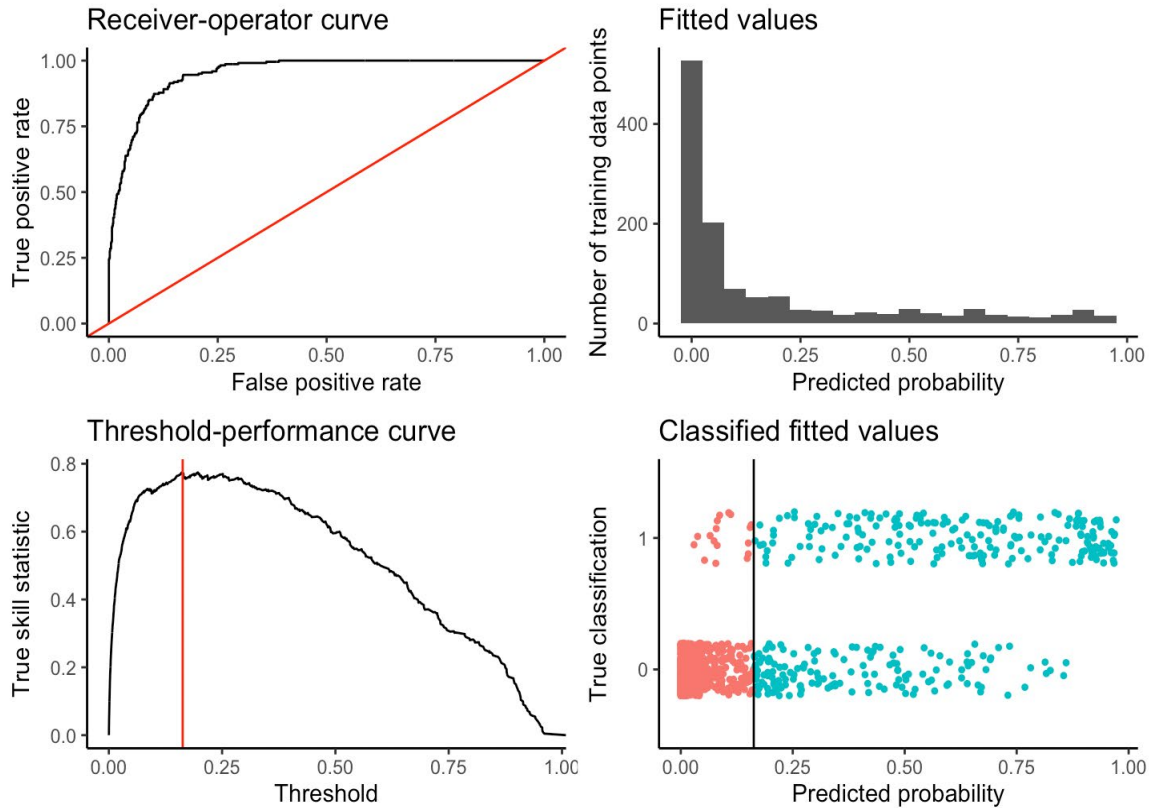 Receiver-operator curve
True positive rate
1.00
0.75
0.50
0.25
0.00
0.00 0.25 0.50 0.75 1.00
False positive rate
Fitted values
Number of training data points
400
200
0
0.00 0.25 0.50 0.75 1.00
Predicted probability
Threshold-performance curve
True skill statistic
0.8
0.6
0.4
0.2
0.0
0.00 0.25 0.50 0.75 1.00
Threshold
Classified fitted values
True classification
1
0
0.00 0.25 0.50 0.75 1.00
Predicted probability